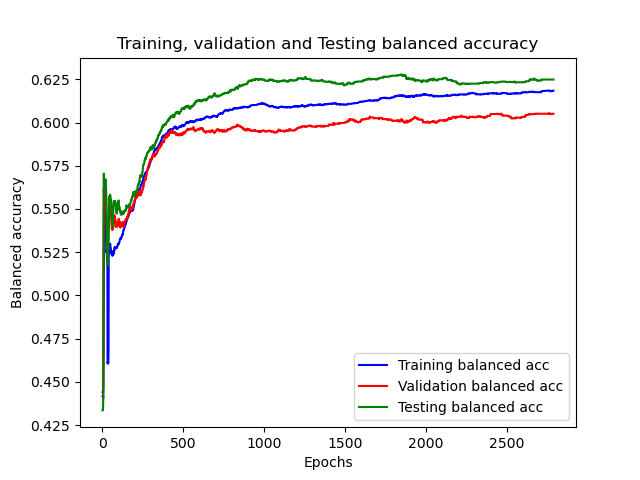 Training, validation and Testing balanced accuracy
0.625
0.600
0.575
0.550
0.525
0.500
0.475
0.450
0.425
Balanced accuracy
0 500 1000 1500 2000 2500
Epochs
Training balanced acc
Validation balanced acc
Testing balanced acc